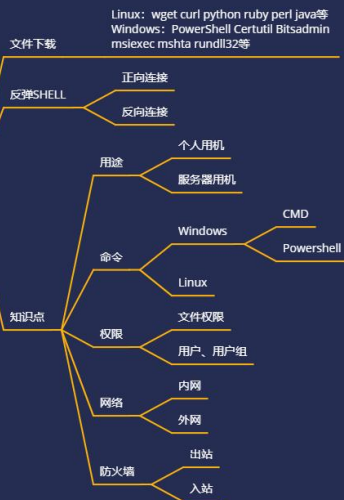 Linux：wget curl python ruby perl java等
Windows：PowerShell Certutil Bitsadmin
msiexec mshta rundll32等
文件下载
反弹SHELL
正向连接
反向连接
知识点
用途
个人用机
服务器用机
命令
Windows
CMD
Powershell
Linux
权限
文件权限
用户、用户组
网络
内网
外网
防火墙
出站
入站